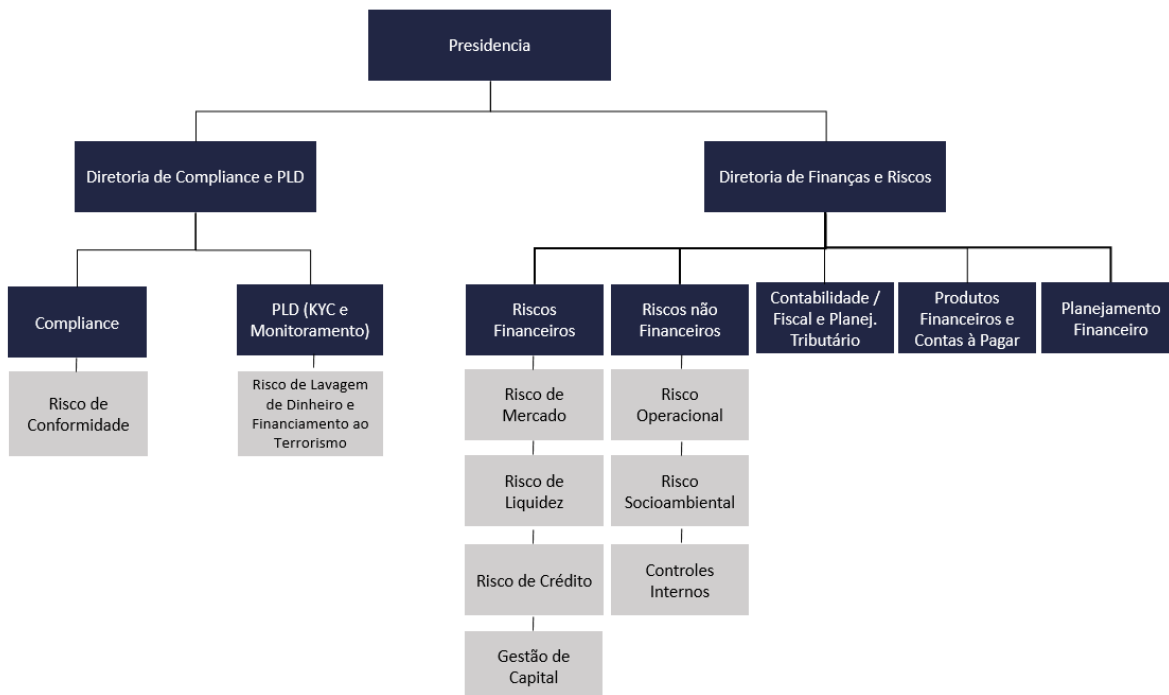 Presidencia
Diretoria de Compliance e PLD
Diretoria de Finanças e Riscos
Compliance
PLD (KYC e
Monitoramento)
Riscos
Financeiros
Riscos não
Financeiros
Contabilidade /
Fiscal e Planej.
Tributário
Produtos
Financeiros e
Contas à Pagar
Planejamento
Financeiro
Risco de
Conformidade
Risco de Lavagem
de Dinheiro e
Financiamento ao
Terrorismo
Risco de
Mercado
Risco
Operacional
Risco de
Liquidez
Risco
Socioambiental
Risco de Crédito
Controles
Internos
Gestão de
Capital